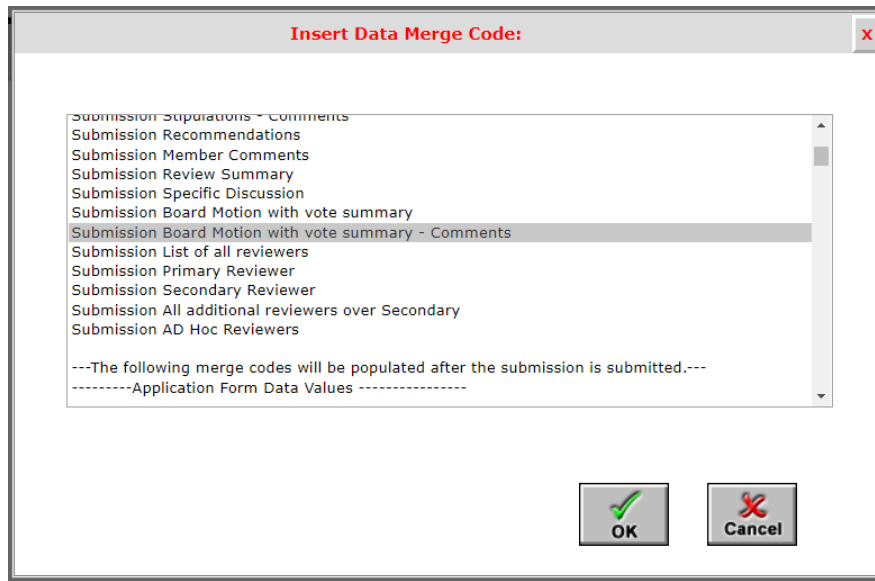 Insert Data Merge Code:
X
Submission Stipulations - Comments
Submission Recommendations
Submission Member Comments
Submission Review Summary
Submission Specific Discussion
Submission Board Motion with vote summary
Submission Board Motion with vote summary - Comments
Submission List of all reviewers
Submission Primary Reviewer
Submission Secondary Reviewer
Submission All additional reviewers over Secondary
Submission AD Hoc Reviewers
---The following merge codes will be populated after the submission is submitted.---
---------Application Form Data Values ----------------
OK
Cancel